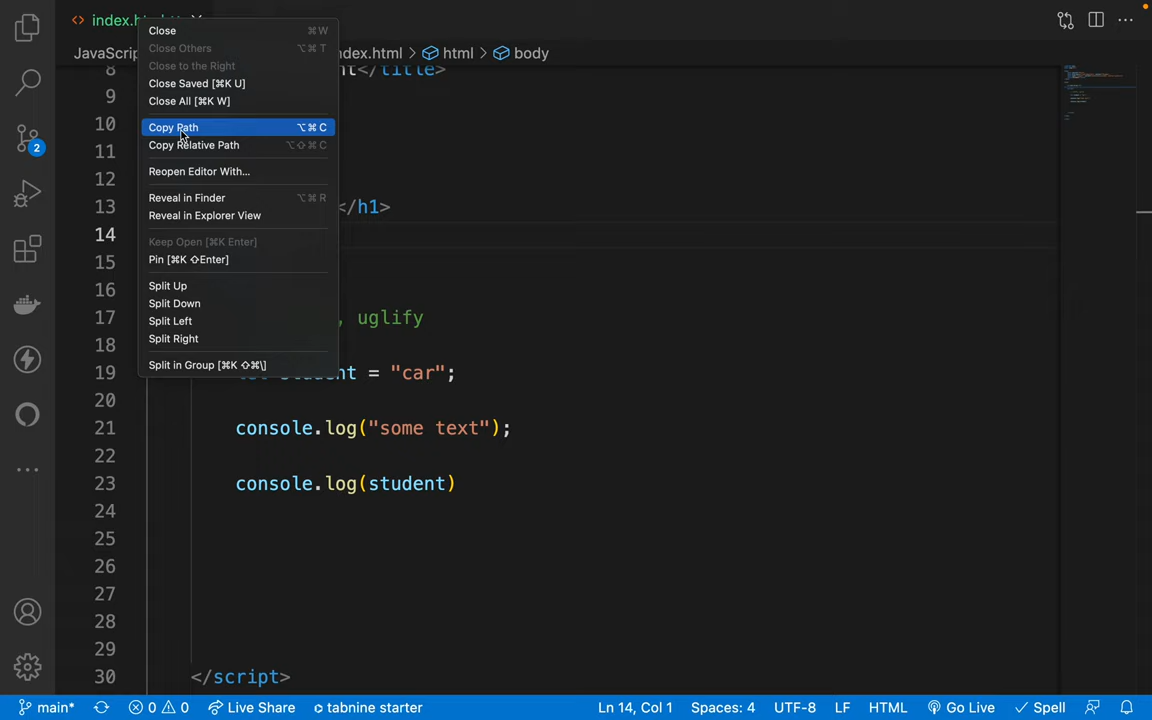 <> index.h
JavaScrip
ndex.html > html > body
Close ⌘W
Close Others ⌥⌘T
Close to the Right
Close Saved [⌘K U]
Close All [⌘K W]
Copy Path ⌥⌘C
Copy Relative Path ⌥⇧⌘C
Reopen Editor With...
Reveal in Finder ⌥⌘R
Reveal in Explorer View
Keep Open [⌘K Enter]
Pin [⌘K ⇧Enter]
Split Up
Split Down
Split Left
Split Right
Split in Group [⌘K ⇧⌘\]
8 nt</title>
9
10
11
12
13 </h1>
14
15
16
17 , uglify
18
19 let student = "car";
20
21 console.log("some text");
22
23 console.log(student)
24
25
26
27
28
29
30 </script>
2
main* 0 0 Live Share tabnine starter Ln 14, Col 1 Spaces: 4 UTF-8 LF HTML Go Live Spell